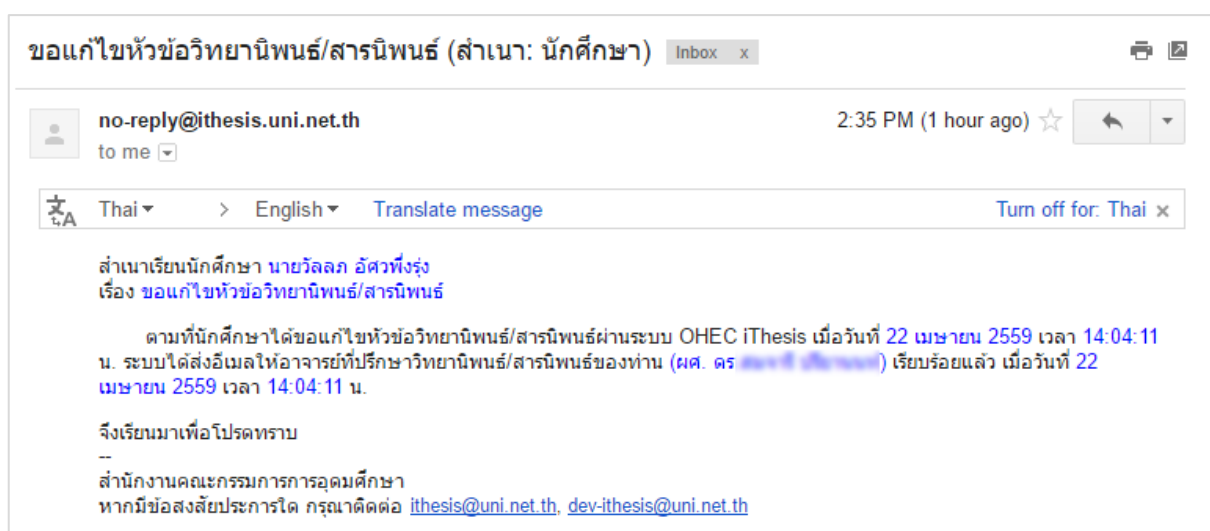 ขอแก้ไขหัวข้อวิทยานิพนธ์/สารนิพนธ์ (สำเนา: นักศึกษา) Inbox x
no-reply@ithesis.uni.net.th 2:35 PM (1 hour ago)
to me
Thai > English Translate message Turn off for: Thai x
สำเนาเรียนนักศึกษา นายวัลลภ อัศวพึ่งรุ่ง
เรื่อง ขอแก้ไขหัวข้อวิทยานิพนธ์/สารนิพนธ์
ตามที่นักศึกษาได้ขอแก้ไขหัวข้อวิทยานิพนธ์/สารนิพนธ์ผ่านระบบ OHEC iThesis เมื่อวันที่ 22 เมษายน 2559 เวลา 14:04:11
น. ระบบได้ส่งอีเมลให้อาจารย์ที่ปรึกษาวิทยานิพนธ์/สารนิพนธ์ของท่าน (ผศ. ดร ) เรียบร้อยแล้ว เมื่อวันที่ 22
เมษายน 2559 เวลา 14:04:11 น.
จึงเรียนมาเพื่อโปรดทราบ
--
สำนักงานคณะกรรมการการอุดมศึกษา
หากมีข้อสงสัยประการใด กรุณาติดต่อ ithesis@uni.net.th, dev-ithesis@uni.net.th